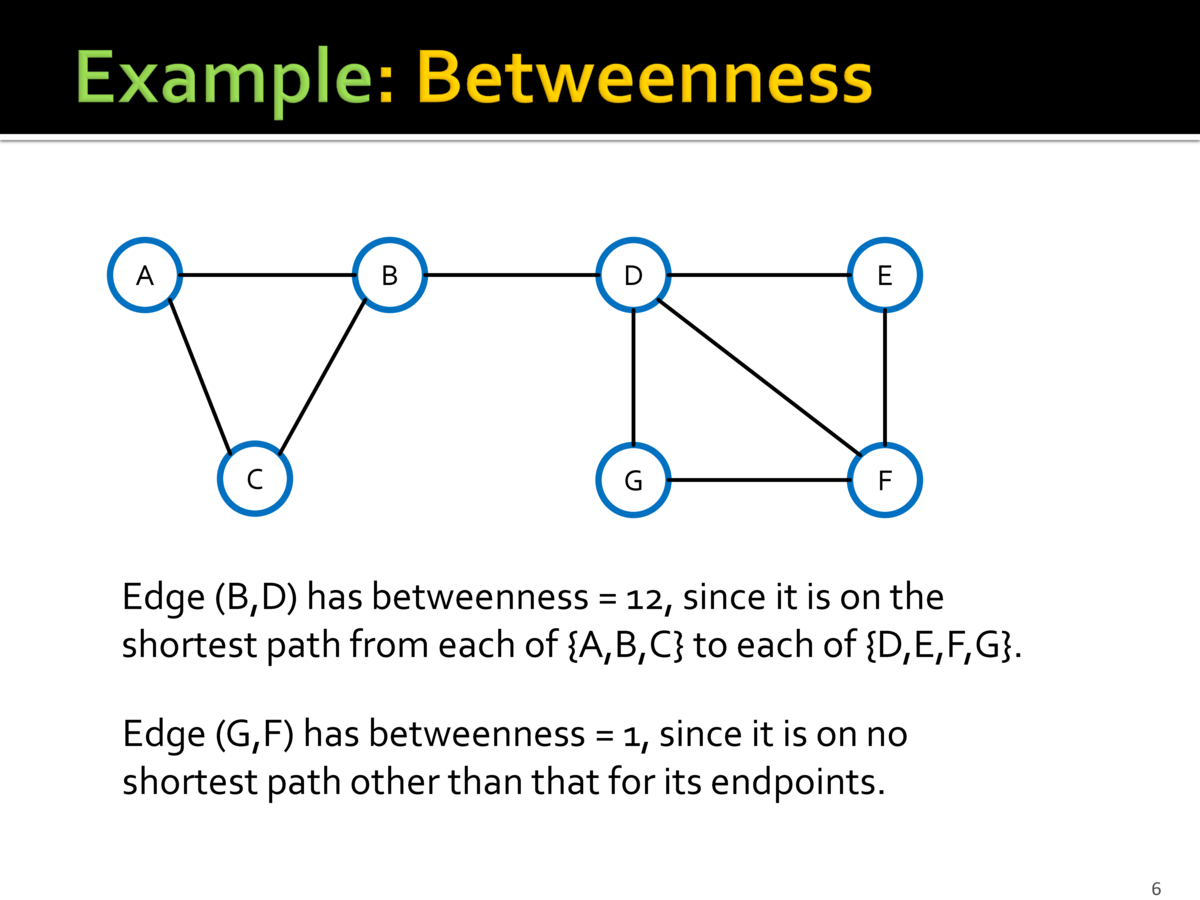 Example: Betweenness
A
B
D
E
C
G
F
Edge (B,D) has betweenness = 12, since it is on the
shortest path from each of {A,B,C} to each of {D,E,F,G}.
Edge (G,F) has betweenness = 1, since it is on no
shortest path other than that for its endpoints.
6